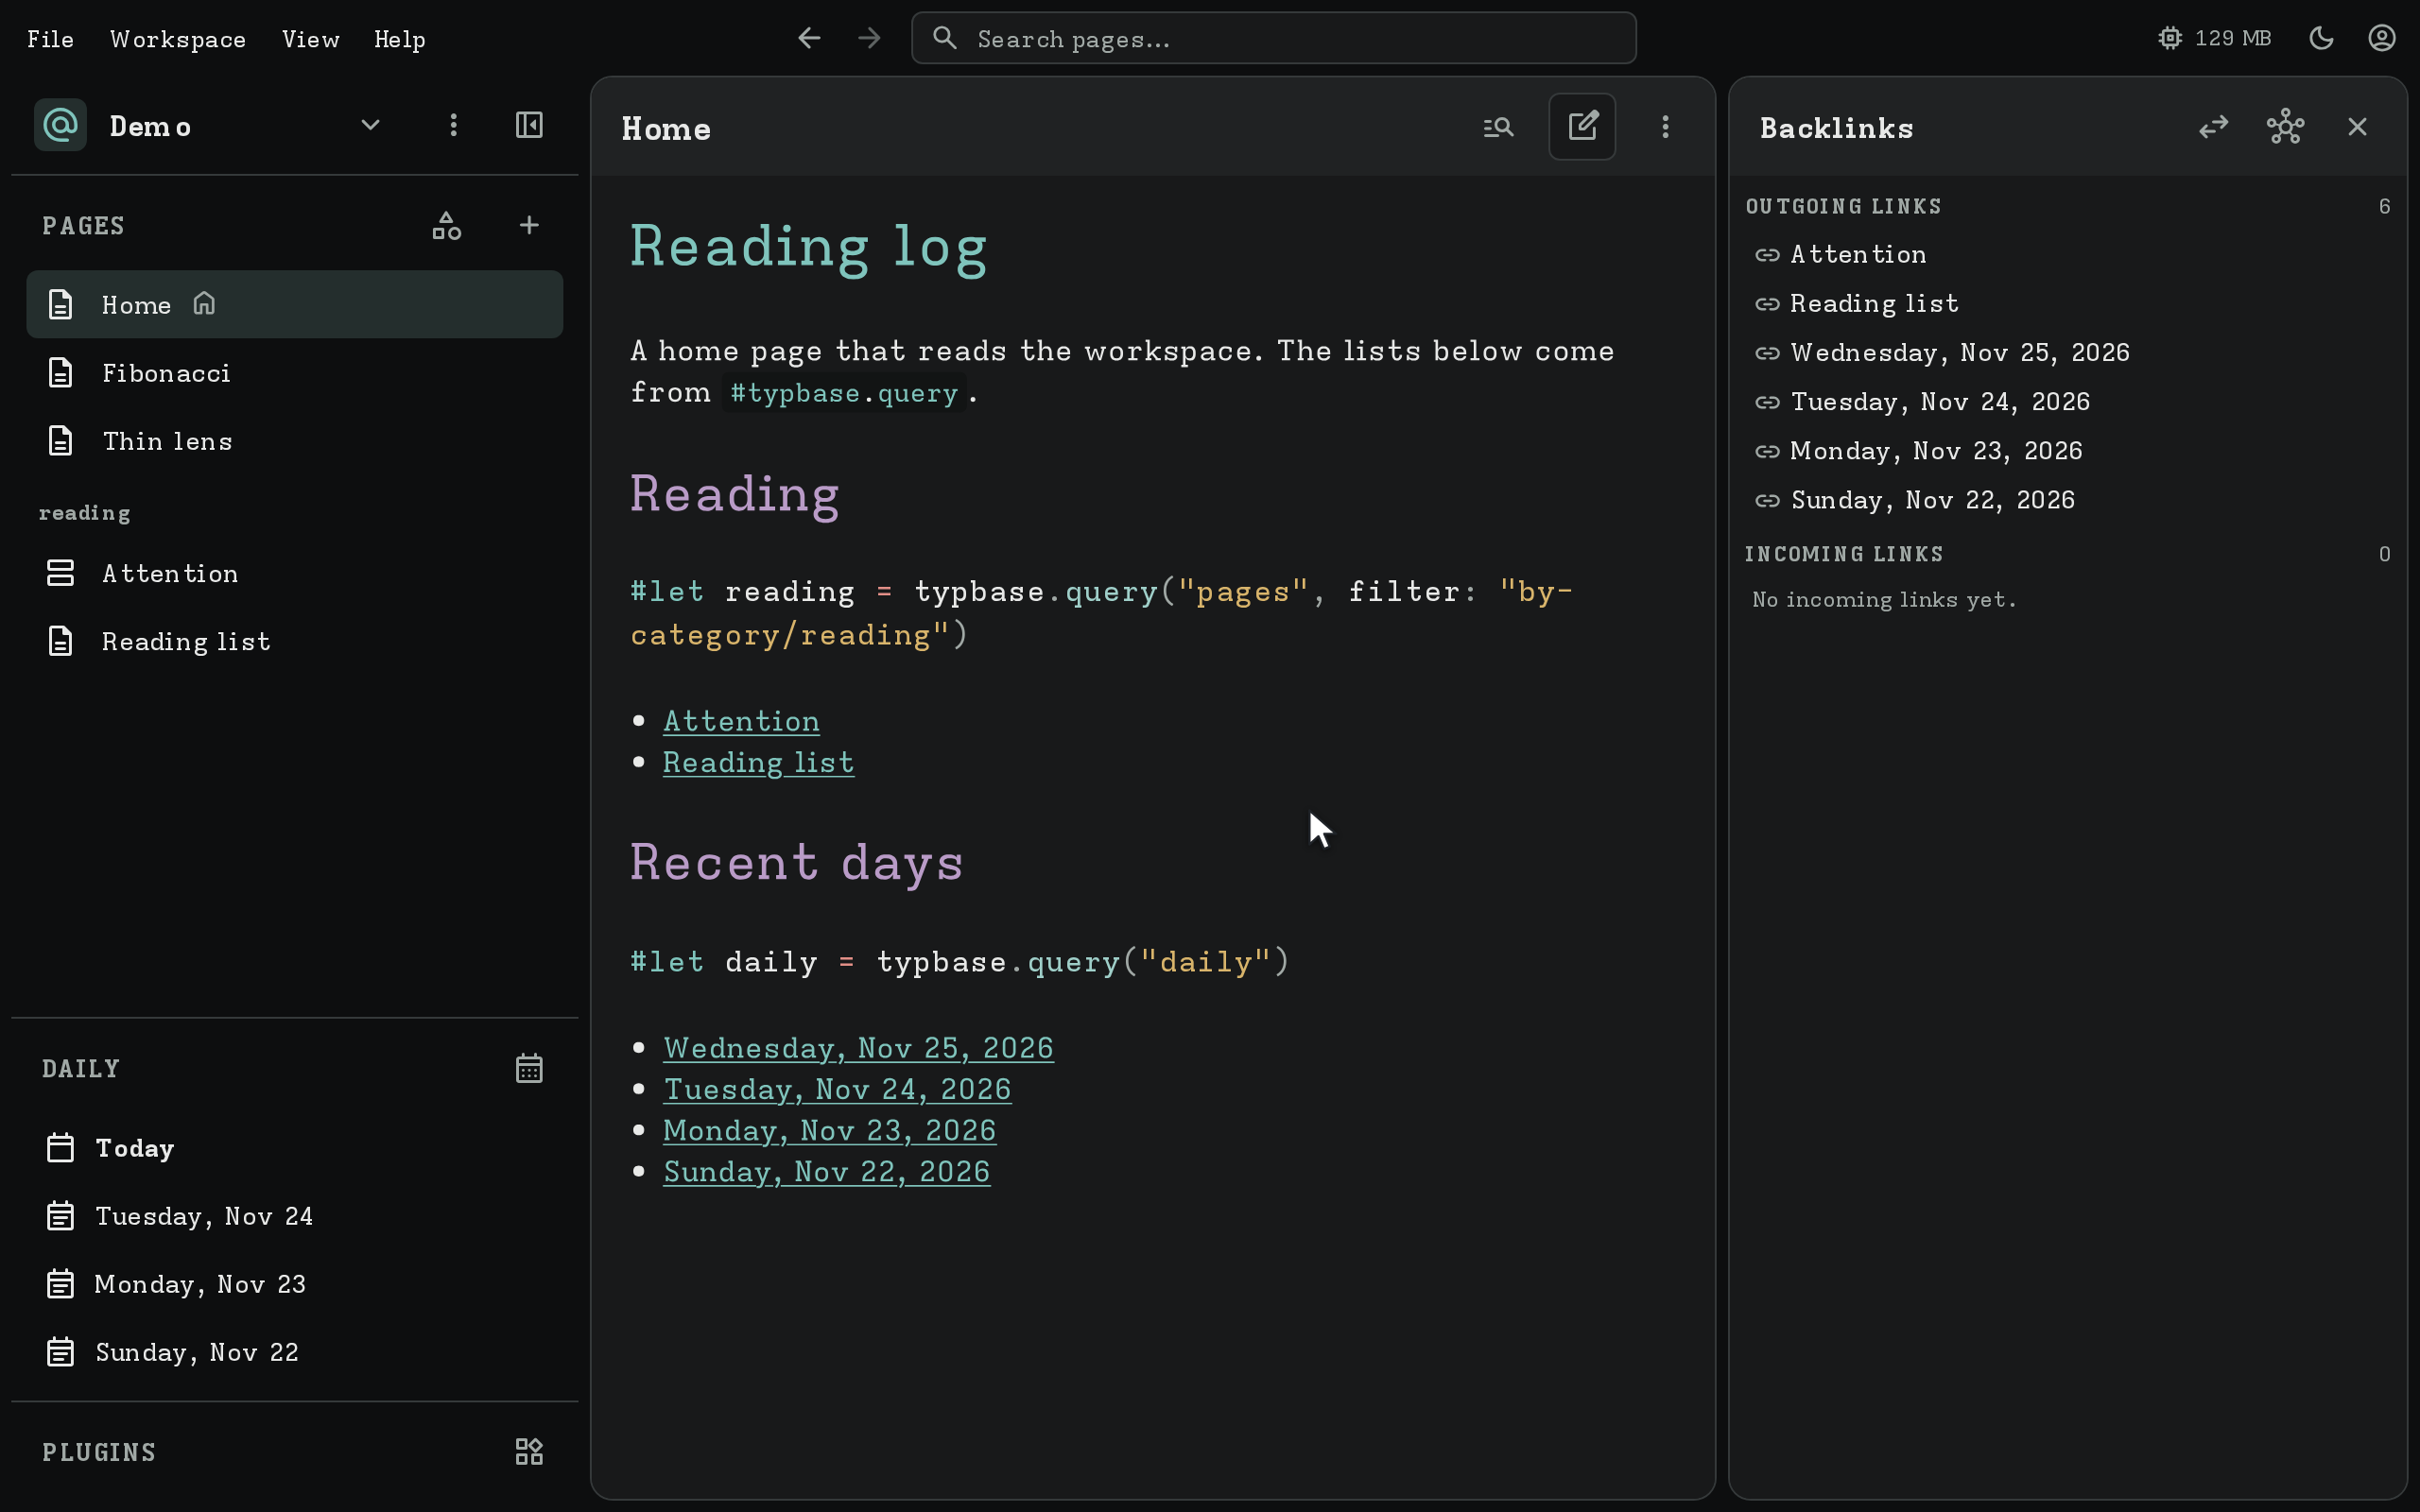 File Workspace View Help
Search pages...
129 MB
Demo
PAGES
Home
Fibonacci
Thin lens
reading
Attention
Reading list
DAILY
Today
Tuesday, Nov 24
Monday, Nov 23
Sunday, Nov 22
PLUGINS
Home
Reading log
A home page that reads the workspace. The lists below come
from #typbase.query.
Reading
#let reading = typbase.query("pages", filter: "by-
category/reading")
• Attention
• Reading list
Recent days
#let daily = typbase.query("daily")
• Wednesday, Nov 25, 2026
• Tuesday, Nov 24, 2026
• Monday, Nov 23, 2026
• Sunday, Nov 22, 2026
Backlinks
OUTGOING LINKS 6
Attention
Reading list
Wednesday, Nov 25, 2026
Tuesday, Nov 24, 2026
Monday, Nov 23, 2026
Sunday, Nov 22, 2026
INCOMING LINKS 0
No incoming links yet.